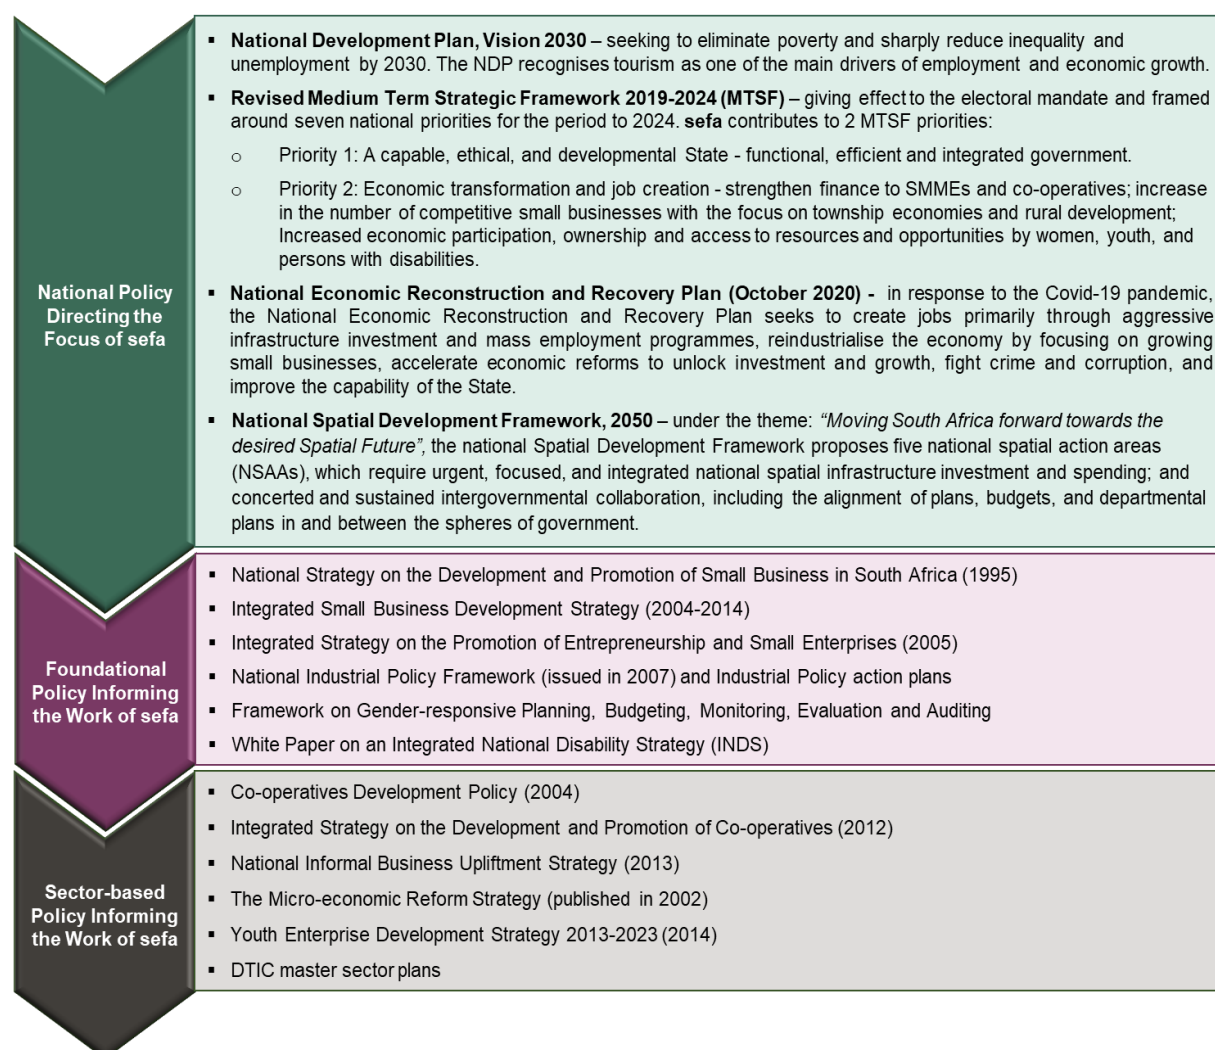 National Policy
Directing the
Focus of sefa
▪ National Development Plan, Vision 2030 – seeking to eliminate poverty and sharply reduce inequality and
unemployment by 2030. The NDP recognises tourism as one of the main drivers of employment and economic growth.
▪ Revised Medium Term Strategic Framework 2019-2024 (MTSF) – giving effect to the electoral mandate and framed
around seven national priorities for the period to 2024. sefa contributes to 2 MTSF priorities:
o Priority 1: A capable, ethical, and developmental State - functional, efficient and integrated government.
o Priority 2: Economic transformation and job creation - strengthen finance to SMMEs and co-operatives; increase
in the number of competitive small businesses with the focus on township economies and rural development;
Increased economic participation, ownership and access to resources and opportunities by women, youth, and
persons with disabilities.
▪ National Economic Reconstruction and Recovery Plan (October 2020) - in response to the Covid-19 pandemic,
the National Economic Reconstruction and Recovery Plan seeks to create jobs primarily through aggressive
infrastructure investment and mass employment programmes, reindustrialise the economy by focusing on growing
small businesses, accelerate economic reforms to unlock investment and growth, fight crime and corruption, and
improve the capability of the State.
▪ National Spatial Development Framework, 2050 – under the theme: “Moving South Africa forward towards the
desired Spatial Future”, the national Spatial Development Framework proposes five national spatial action areas
(NSAAs), which require urgent, focused, and integrated national spatial infrastructure investment and spending; and
concerted and sustained intergovernmental collaboration, including the alignment of plans, budgets, and departmental
plans in and between the spheres of government.
Foundational
Policy Informing
the Work of sefa
▪ National Strategy on the Development and Promotion of Small Business in South Africa (1995)
▪ Integrated Small Business Development Strategy (2004-2014)
▪ Integrated Strategy on the Promotion of Entrepreneurship and Small Enterprises (2005)
▪ National Industrial Policy Framework (issued in 2007) and Industrial Policy action plans
▪ Framework on Gender-responsive Planning, Budgeting, Monitoring, Evaluation and Auditing
▪ White Paper on an Integrated National Disability Strategy (INDS)
Sector-based
Policy Informing
the Work of sefa
▪ Co-operatives Development Policy (2004)
▪ Integrated Strategy on the Development and Promotion of Co-operatives (2012)
▪ National Informal Business Upliftment Strategy (2013)
▪ The Micro-economic Reform Strategy (published in 2002)
▪ Youth Enterprise Development Strategy 2013-2023 (2014)
▪ DTIC master sector plans